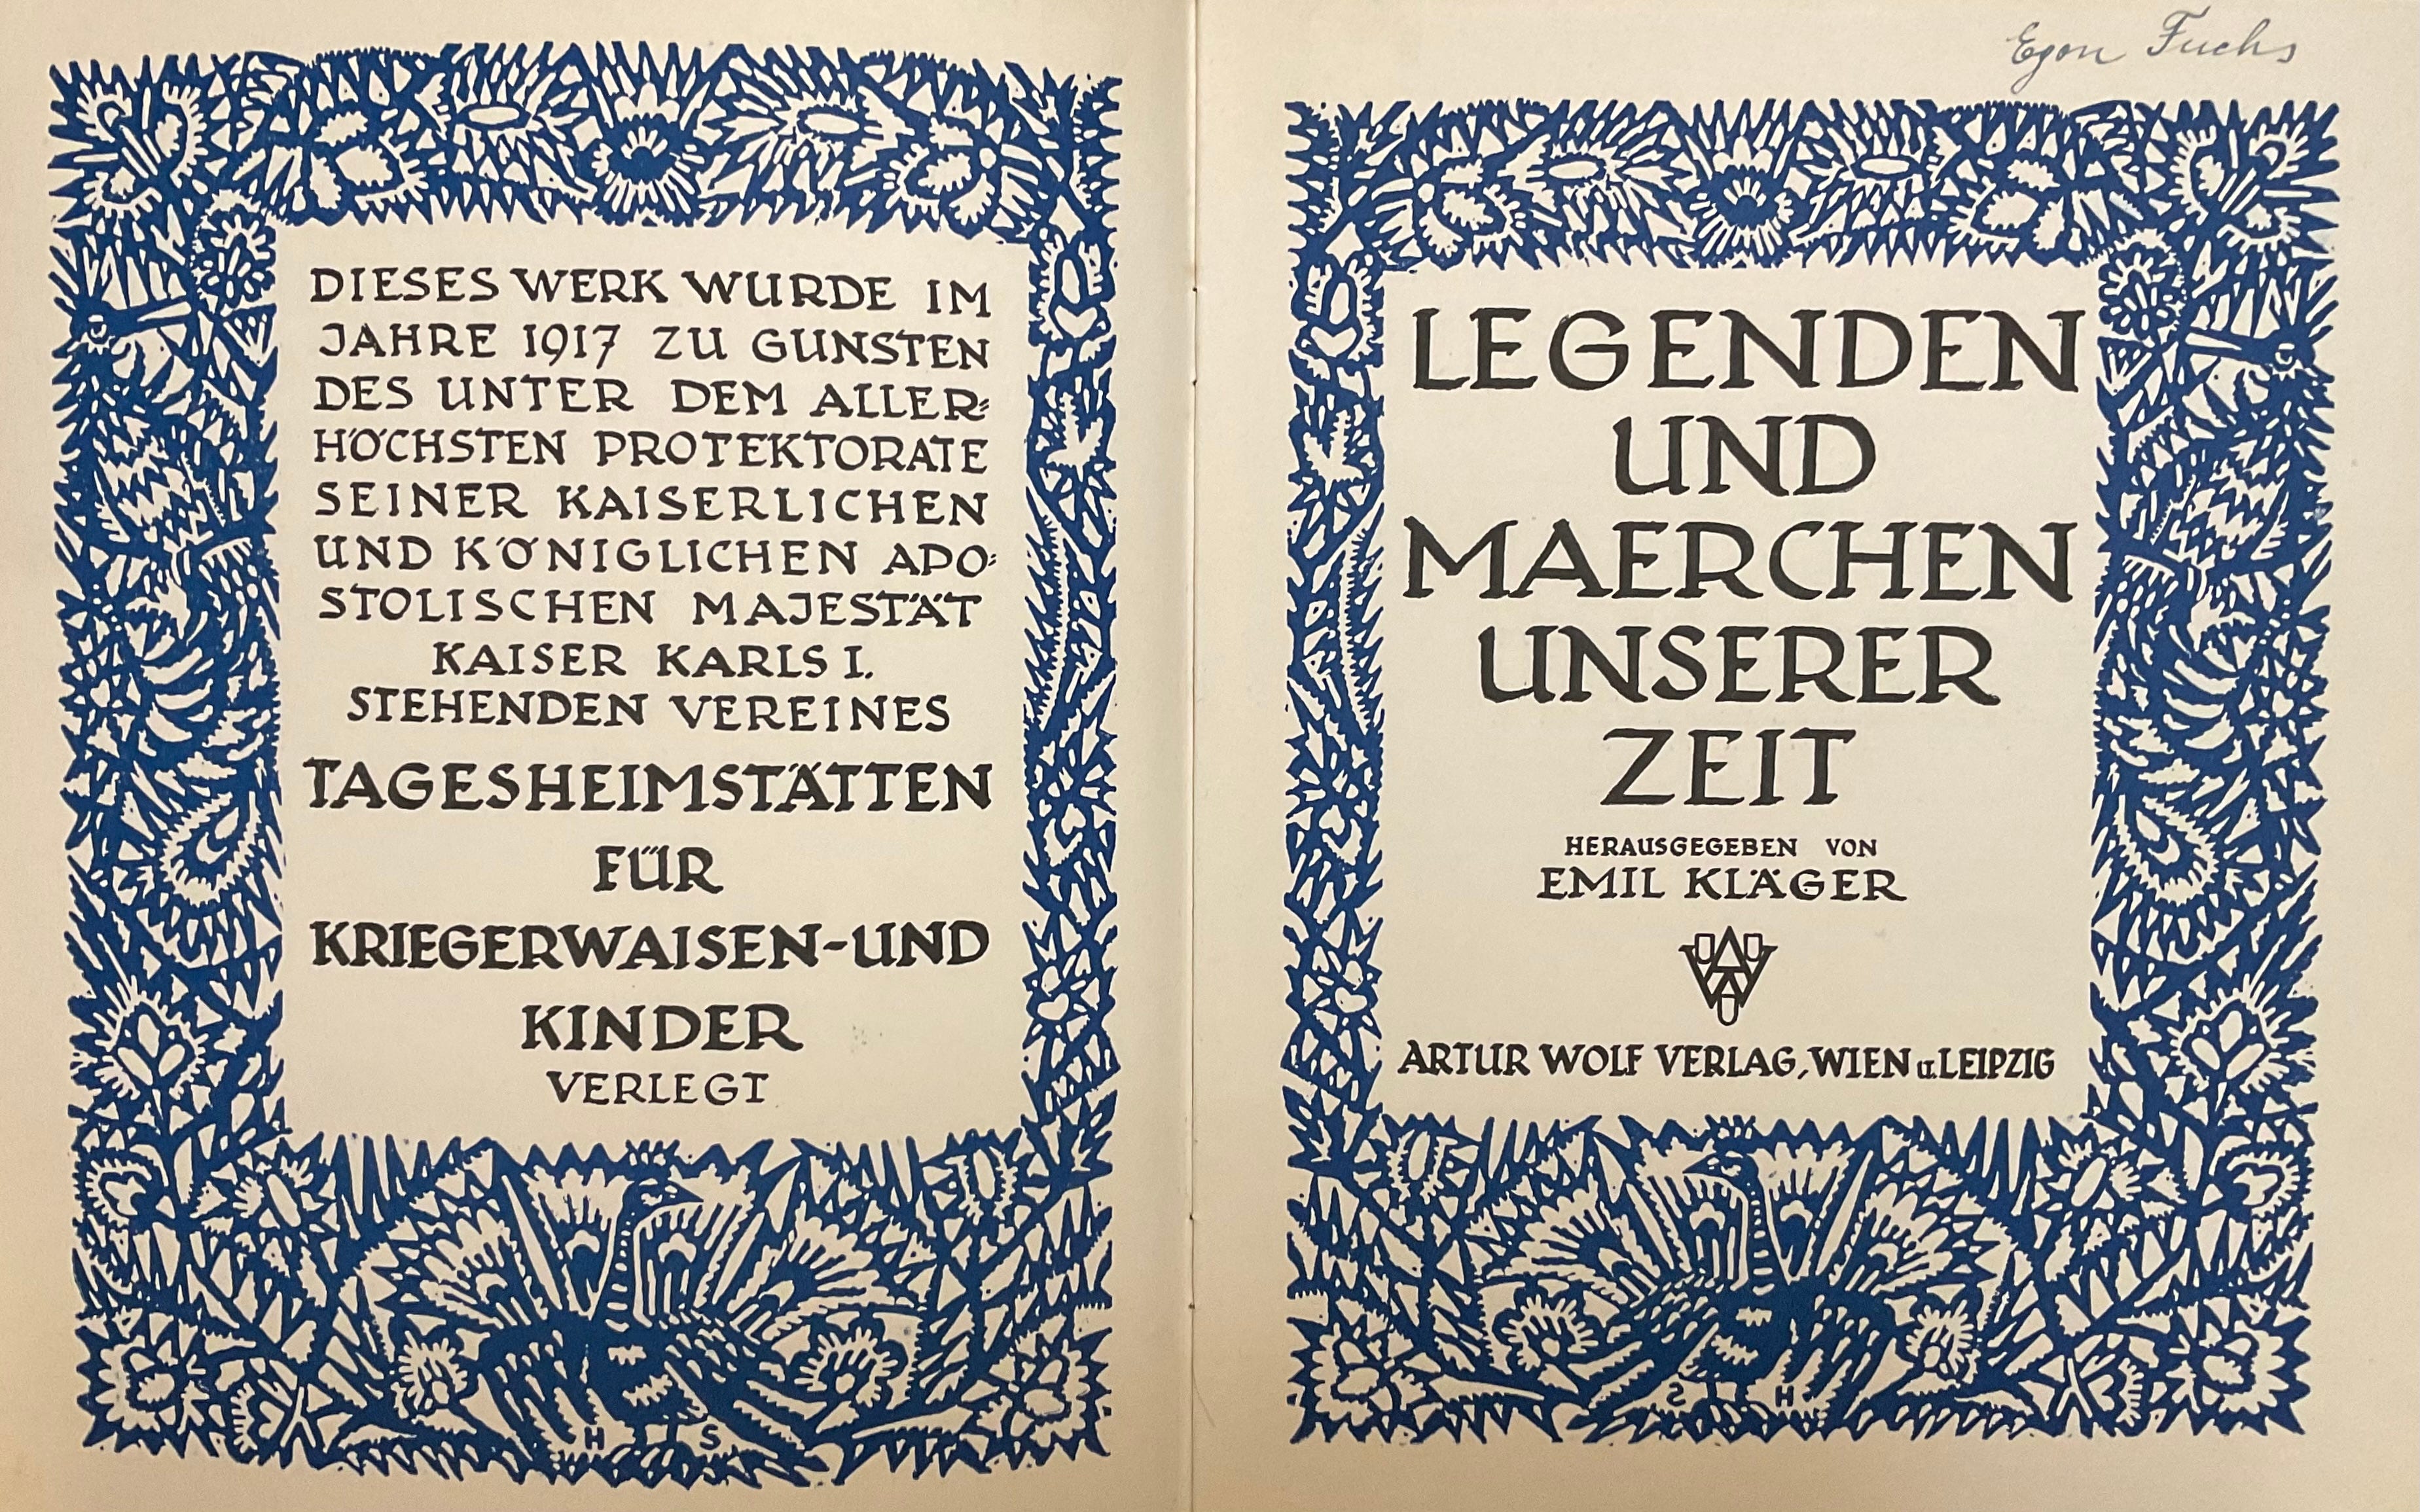 DIESES WERK WURDE IM
JAHRE 1917 ZU GUNSTEN
DES UNTER DEM ALLER=
HÖCHSTEN PROTEKTORATE
SEINER KAISERLICHEN
UND KÖNIGLICHEN APO=
STOLISCHEN MAJESTÄT
KAISER KARLS I.
STEHENDEN VEREINES
TAGESHEIMSTÄTTEN
FÜR
KRIEGERWAISEN-UND
KINDER
VERLEGT
H S
Egon Fuchs
LEGENDEN
UND
MAERCHEN
UNSERER
ZEIT
HERAUSGEGEBEN VON
EMIL KLÄGER
ARTUR WOLF VERLAG, WIEN u. LEIPZIG
S H